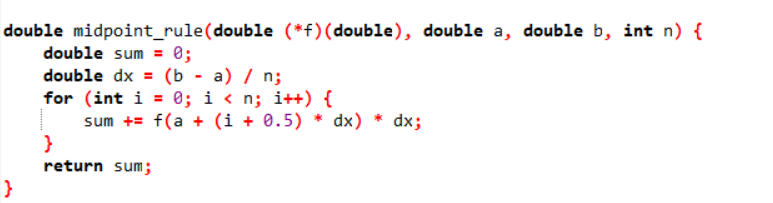 double midpoint_rule(double (*f)(double), double a, double b, int n) {
    double sum = 0;
    double dx = (b - a) / n;
    for (int i = 0; i < n; i++) {
        sum += f(a + (i + 0.5) * dx) * dx;
    }
    return sum;
}